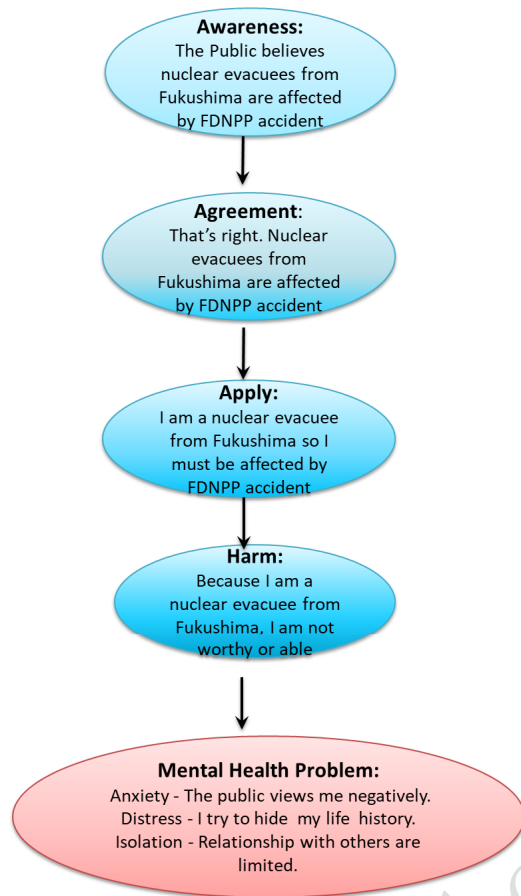 Awareness:
The Public believes
nuclear evacuees from
Fukushima are affected
by FDNPP accident
Agreement:
That's right. Nuclear
evacuees from
Fukushima are affected
by FDNPP accident
Apply:
I am a nuclear evacuee
from Fukushima so I
must be affected by
FDNPP accident
Harm:
Because I am a
nuclear evacuee from
Fukushima, I am not
worthy or able
Mental Health Problem:
Anxiety - The public views me negatively.
Distress - I try to hide my life history.
Isolation - Relationship with others are
limited.